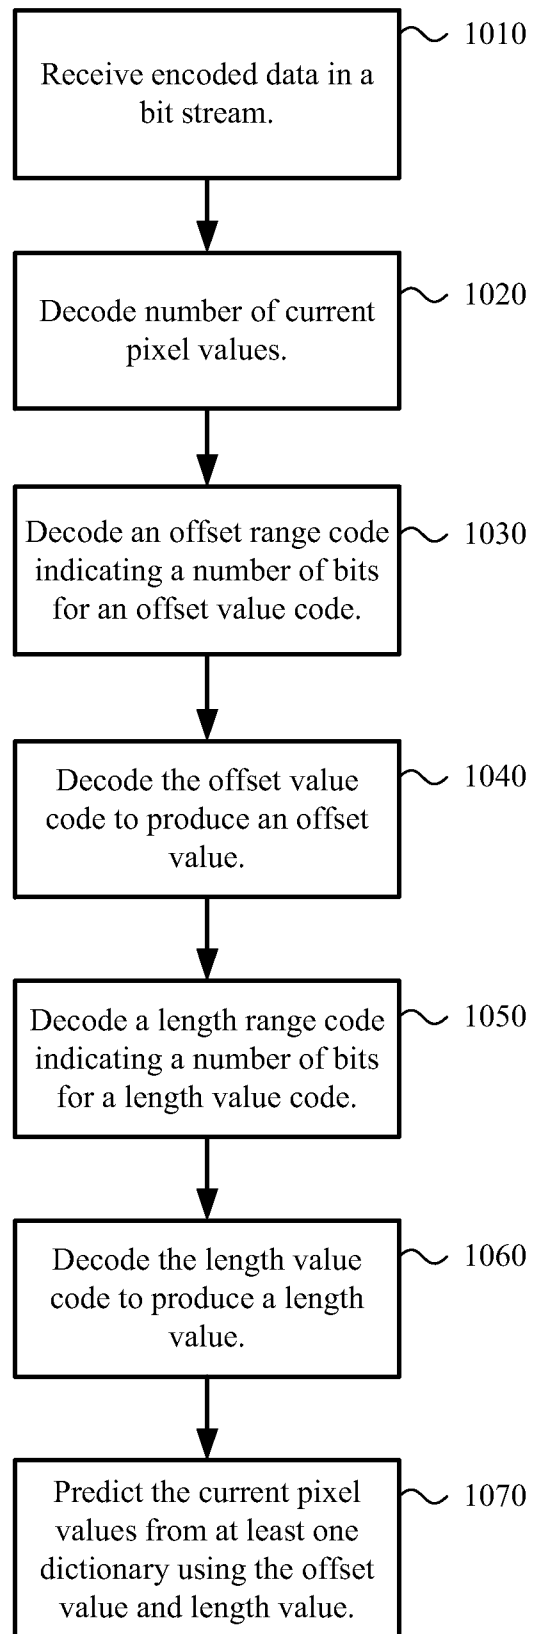 1010
Receive encoded data in a
bit stream.
1020
Decode number of current
pixel values.
1030
Decode an offset range code
indicating a number of bits
for an offset value code.
1040
Decode the offset value
code to produce an offset
value.
1050
Decode a length range code
indicating a number of bits
for a length value code.
1060
Decode the length value
code to produce a length
value.
1070
Predict the current pixel
values from at least one
dictionary using the offset
value and length value.